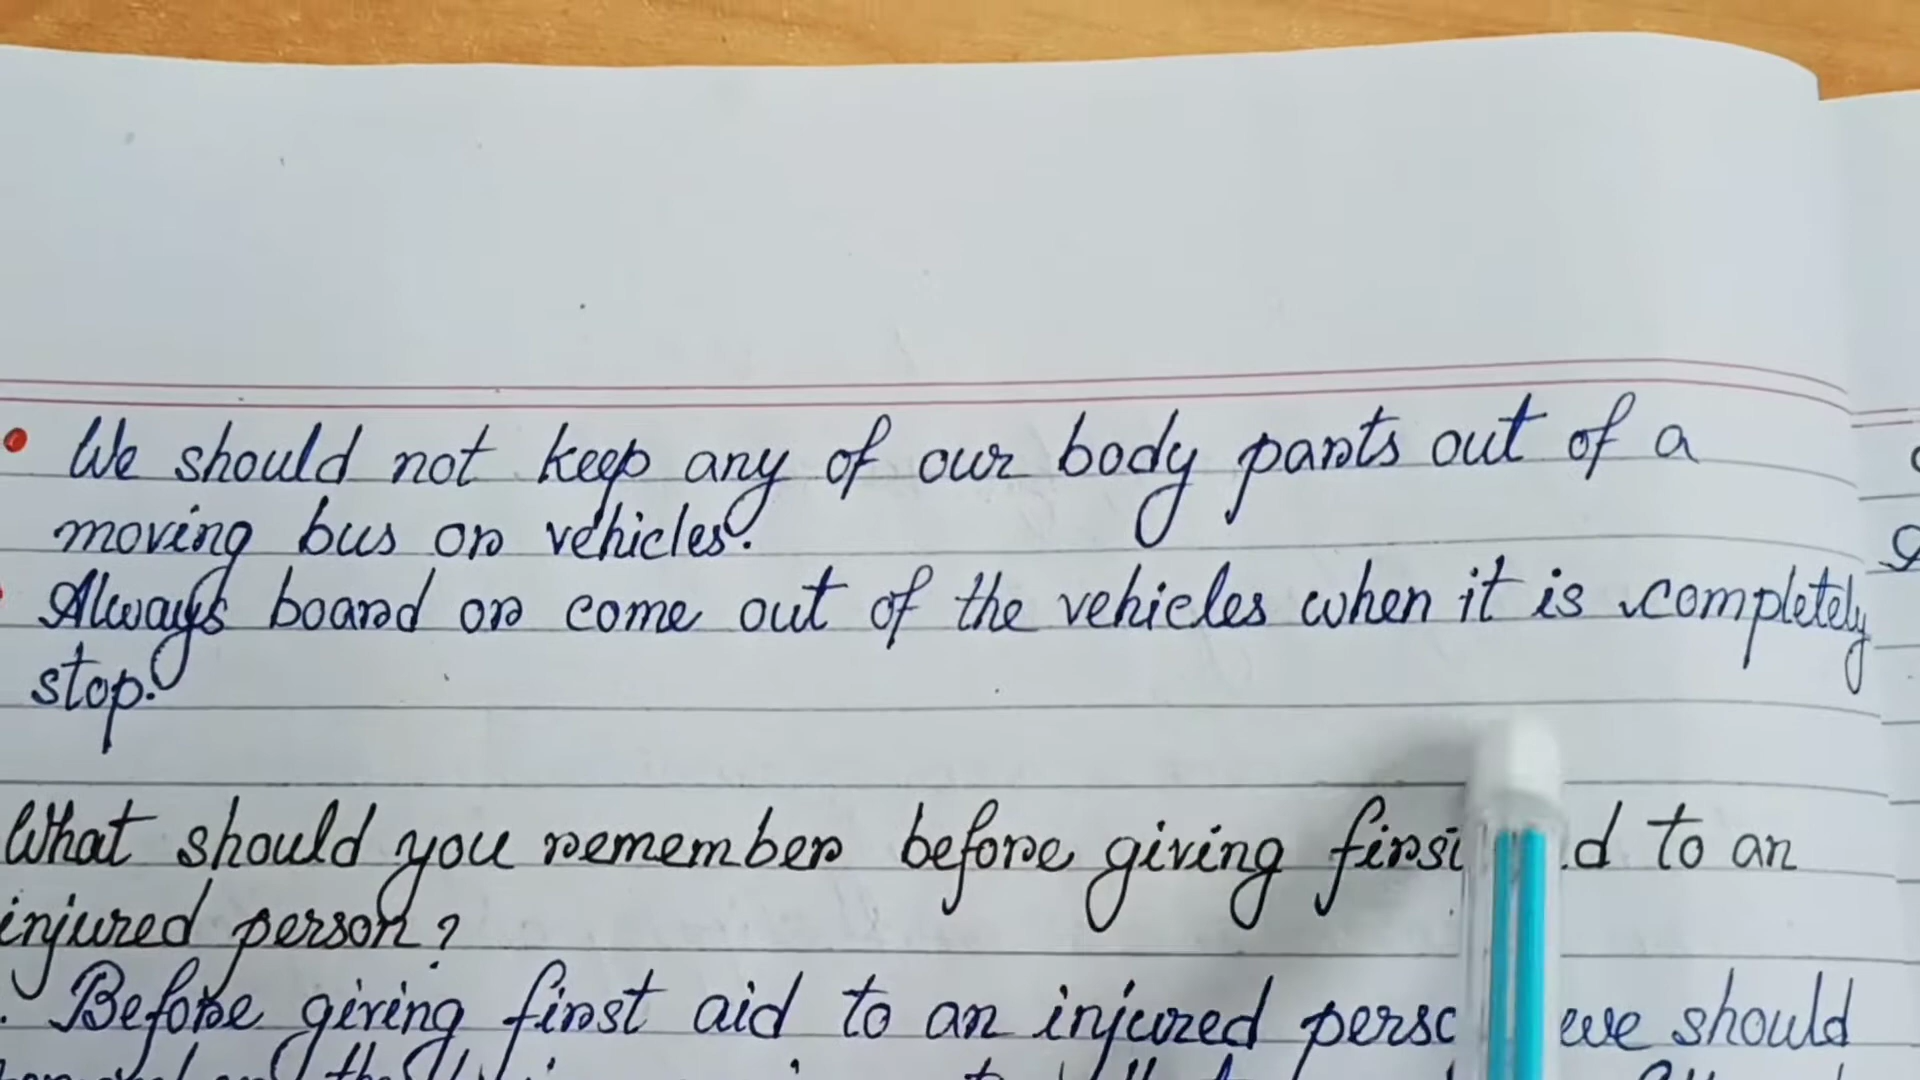 • We should not keep any of our body parts out of a
moving bus or vehicles.
Always board or come out of the vehicles when it is completely
stop.
What should you remember before giving to an
injured person?
Before giving first aid to an injured we should